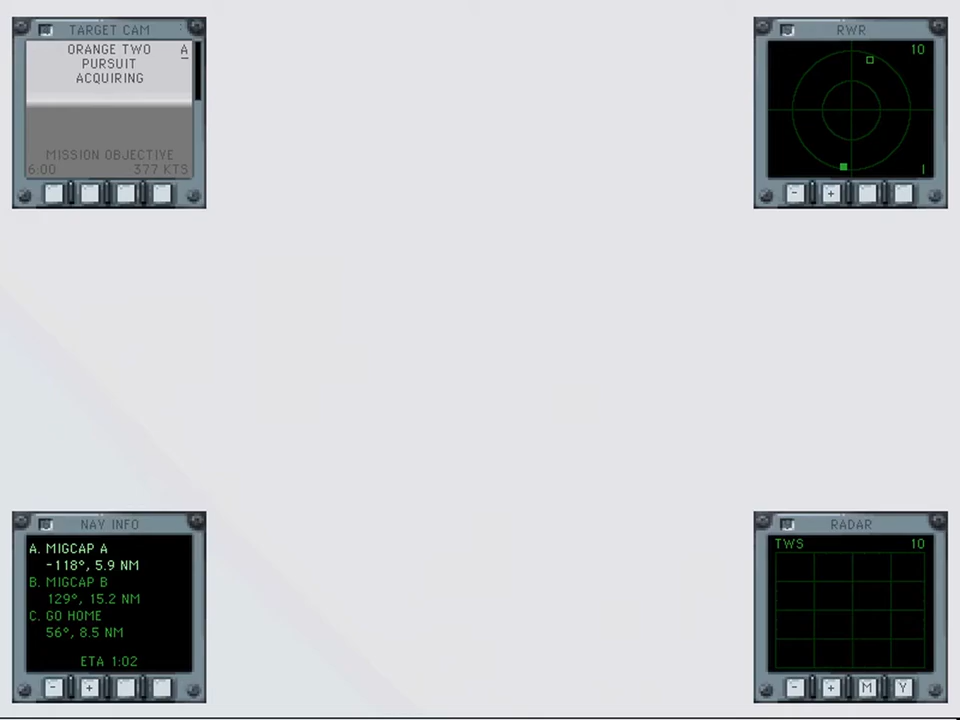 TARGET CAM
ORANGE TWO A
PURSUIT
ACQUIRING
MISSION OBJECTIVE
6:00 377 KTS
RWR
10
1
- +
NAV INFO
A. MIGCAP A
-118°, 5.9 NM
B. MIGCAP B
129°, 15.2 NM
C. GO HOME
56°, 8.5 NM
ETA 1:02
- +
RADAR
TWS 10
- + M Y